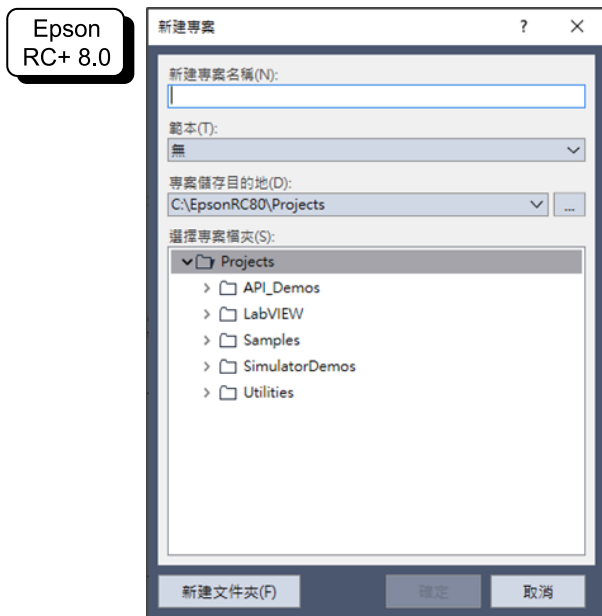 Epson
RC+ 8.0
新建專案
?
新建專案名稱(N):
範本(T):
無
專案儲存目的地(D):
C:\EpsonRC80\Projects
...
選擇專案檔夾(S):
Projects
API_Demos
LabVIEW
Samples
SimulatorDemos
Utilities
新建文件夾(F)
確定
取消